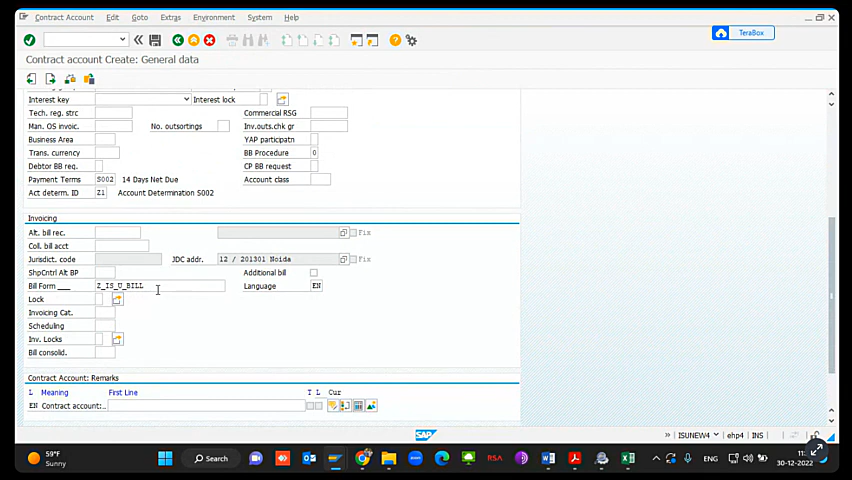 Contract Account Edit Goto Extras Environment System Help
TeraBox
Contract account Create: General data
Interest key Interest lock
Tech. reg. strc Commercial RSG
Man. OS invoic. No. outsortings Inv.outs.chk gr
Business Area YAP participatn
Trans. currency BB Procedure 0
Debtor BB req. CP BB request
Payment Terms S002 14 Days Net Due Account class
Act determ. ID Z1 Account Determination S002
Invoicing
Alt. bill rec. Fix
Coll. bill acct
Jurisdict. code JDC addr. 12 / 201301 Noida Fix
ShpCntrl Alt BP Additional bill
Bill Form ___ Z_IS_U_BILL Language EN
Lock
Invoicing Cat.
Scheduling
Inv. Locks
Bill consolid.
Contract Account: Remarks
L Meaning First Line T L Cur
EN Contract account:_
SAP
ISUNEW4 ehp4 INS
59°F
Sunny
Search
RSA
ENG
30-12-2022